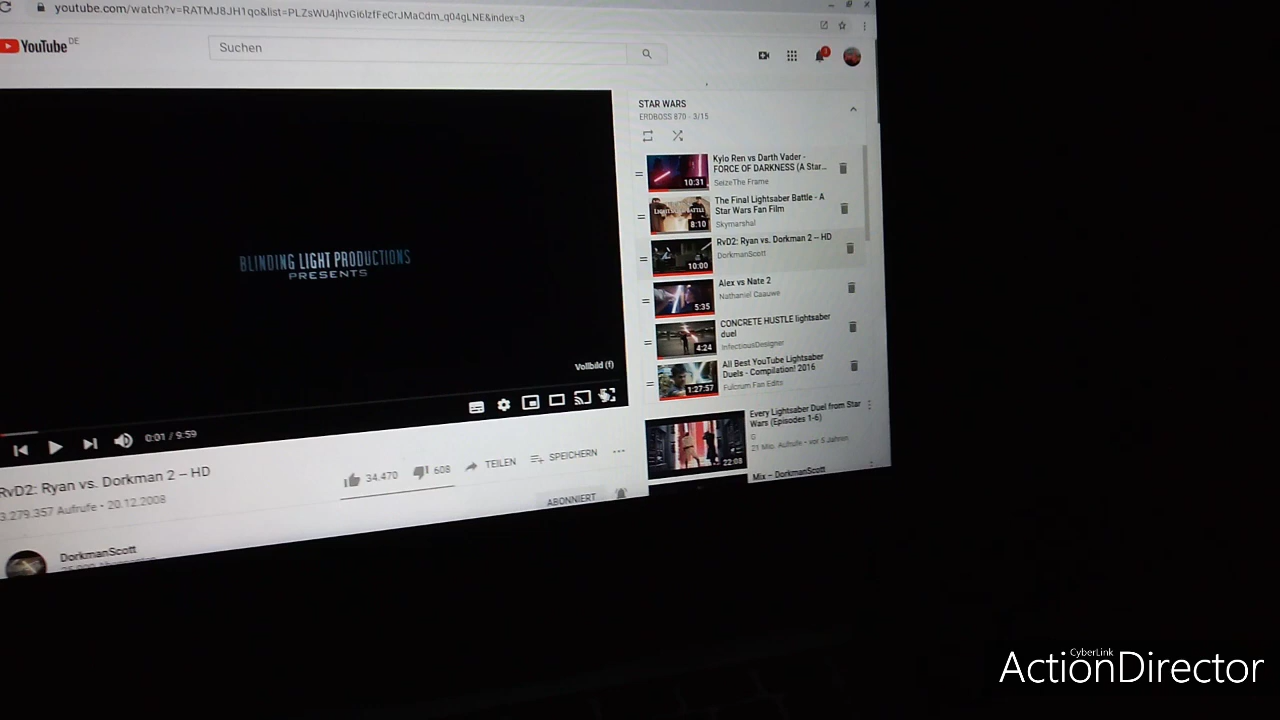 youtube.com/watch?v=RATMJ8JH1qo&list=PLZsWU4jhvGi6IzfFeCrJMaCdm_q04gLNE&index=3
YouTube DE
Suchen
3
BLINDING LIGHT PRODUCTIONS
PRESENTS
Vollbild (f)
0:01 / 9:59
RvD2: Ryan vs. Dorkman 2 – HD
3.279.357 Aufrufe • 20.12.2008
34.470
608
TEILEN
SPEICHERN
ABONNIERT
DorkmanScott
STAR WARS
ERDBOSS 870 - 3/15
10:31
Kylo Ren vs Darth Vader -
FORCE OF DARKNESS (A Star...
SeizeThe Frame
8:10
The Final Lightsaber Battle - A
Star Wars Fan Film
Skymarshal
10:00
RvD2: Ryan vs. Dorkman 2 – HD
DorkmanScott
5:35
Alex vs Nate 2
Nathaniel Caauwe
4:24
CONCRETE HUSTLE lightsaber
duel
InfectiousDesigner
1:27:57
All Best YouTube Lightsaber
Duels - Compilation! 2016
Fulcrum Fan Edits
22:08
Every Lightsaber Duel from Star
Wars (Episodes 1-6)
G
21 Mio. Aufrufe • vor 5 Jahren
Mix – DorkmanScott
CyberLink
ActionDirector